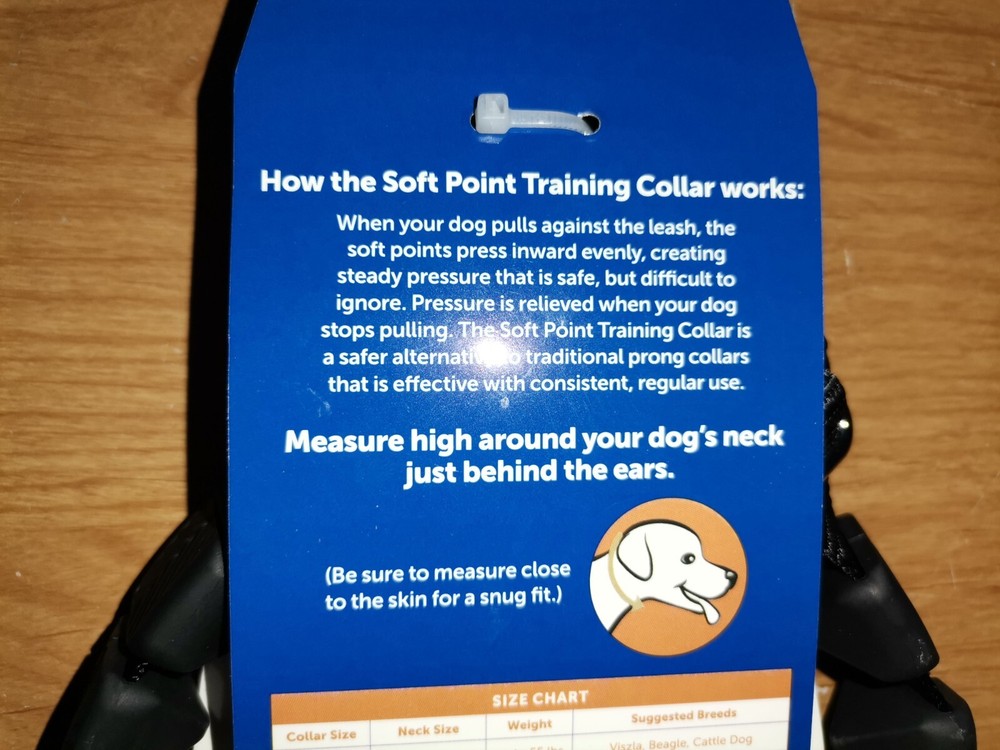 How the Soft Point Training Collar works:
When your dog pulls against the leash, the
soft points press inward evenly, creating
steady pressure that is safe, but difficult to
ignore. Pressure is relieved when your dog
stops pulling. The Soft Point Training Collar is
a safer traditional prong collars
that is effective with consistent, regular use.
Measure high around your dog's neck
just behind the ears.
(Be sure to measure close
to the skin for a snug fit.)
SIZE CHART
Collar Size Neck Size Weight Suggested Breeds
Viszla, Beagle, Cattle Dog